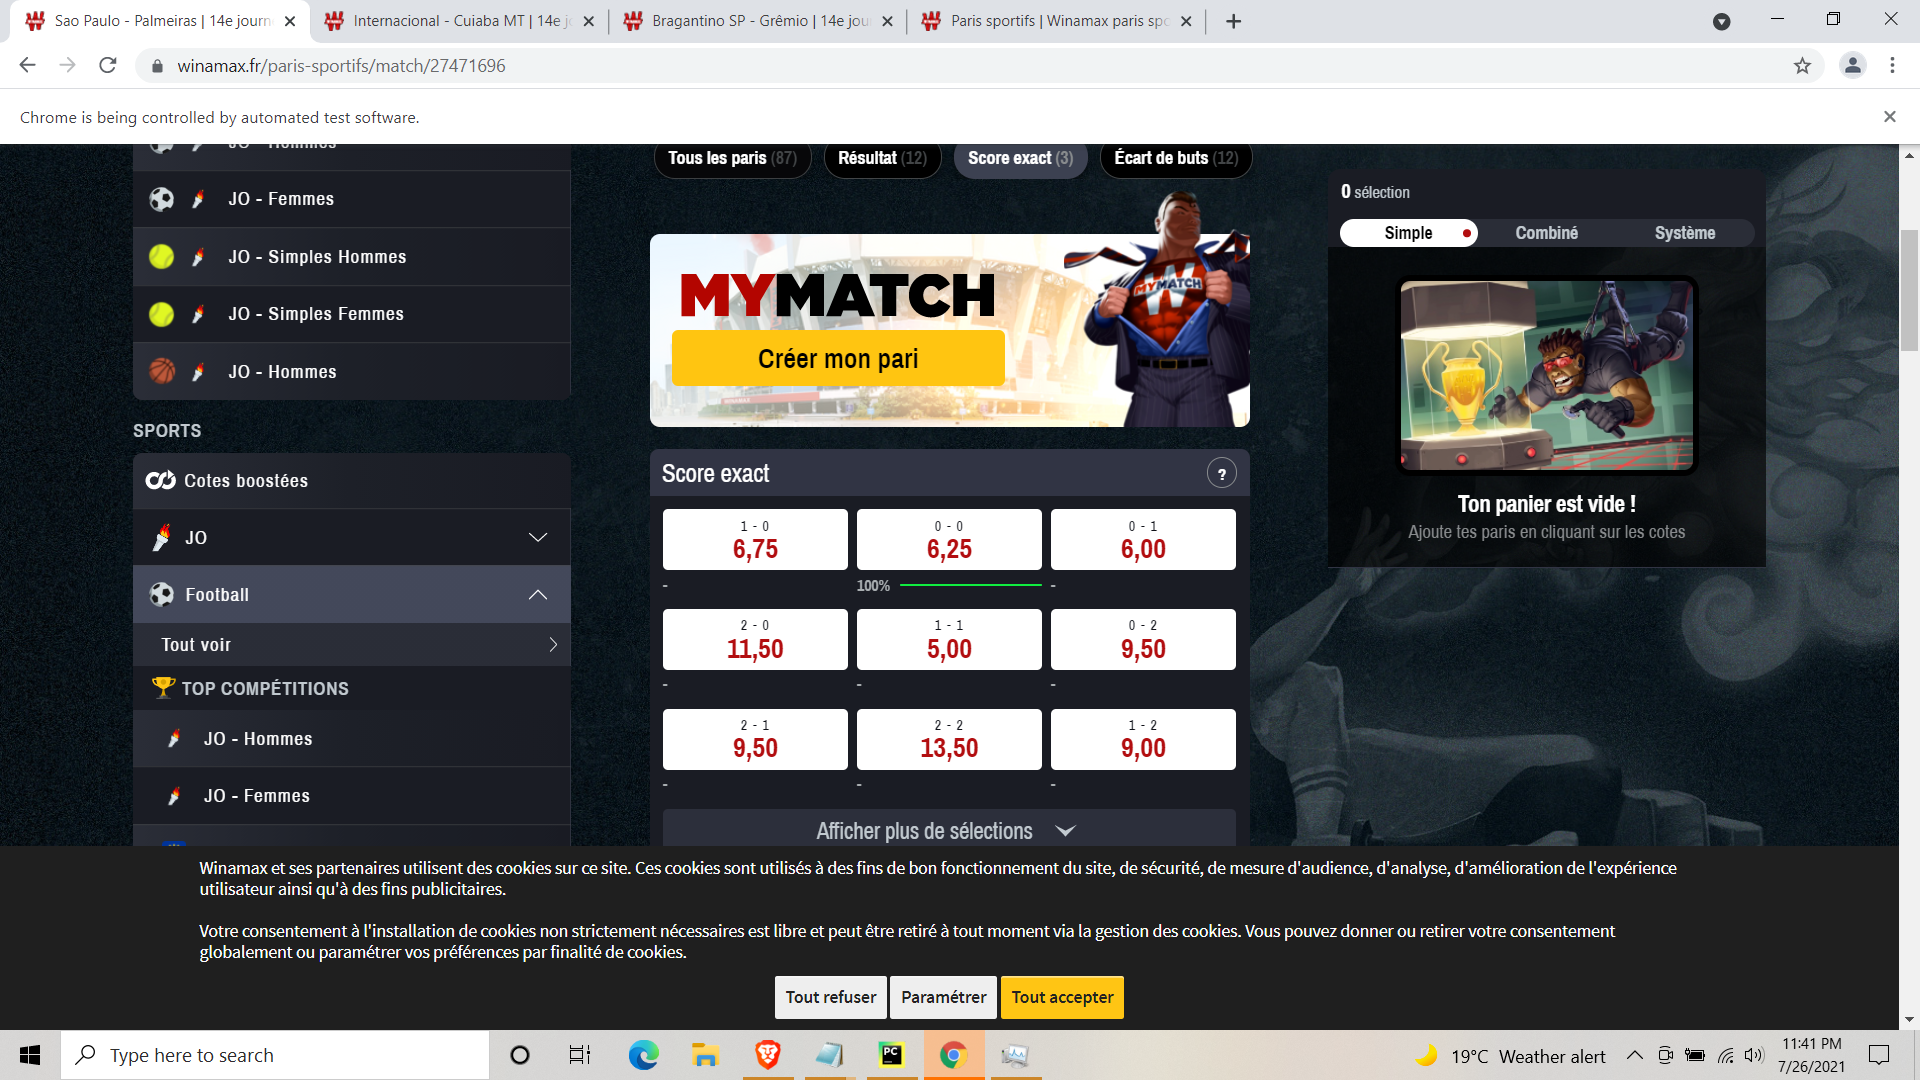 Sao Paulo - Palmeiras | 14e journ
Internacional - Cuiaba MT | 14e j
Bragantino SP - Grêmio | 14e jou
Paris sportifs | Winamax paris spo
winamax.fr/paris-sportifs/match/27471696
Chrome is being controlled by automated test software.
JO - Hommes
JO - Femmes
JO - Simples Hommes
JO - Simples Femmes
JO - Hommes
SPORTS
Cotes boostées
JO
Football
Tout voir
TOP COMPÉTITIONS
JO - Hommes
JO - Femmes
Tous les paris (87)
Résultat (12)
Score exact (3)
Écart de buts (12)
MYMATCH
Créer mon pari
MYMATCH
WINAMAX
Score exact
?
1 - 0
6,75
0 - 0
6,25
0 - 1
6,00
-
100%
-
2 - 0
11,50
1 - 1
5,00
0 - 2
9,50
-
-
-
2 - 1
9,50
2 - 2
13,50
1 - 2
9,00
-
-
-
Afficher plus de sélections
0 sélection
Simple
Combiné
Système
Ton panier est vide !
Ajoute tes paris en cliquant sur les cotes
Winamax et ses partenaires utilisent des cookies sur ce site. Ces cookies sont utilisés à des fins de bon fonctionnement du site, de sécurité, de mesure d'audience, d'analyse, d'amélioration de l'expérience
utilisateur ainsi qu'à des fins publicitaires.
Votre consentement à l'installation de cookies non strictement nécessaires est libre et peut être retiré à tout moment via la gestion des cookies. Vous pouvez donner ou retirer votre consentement
globalement ou paramétrer vos préférences par finalité de cookies.
Tout refuser
Paramétrer
Tout accepter
Type here to search
PC
19°C Weather alert
11:41 PM
7/26/2021